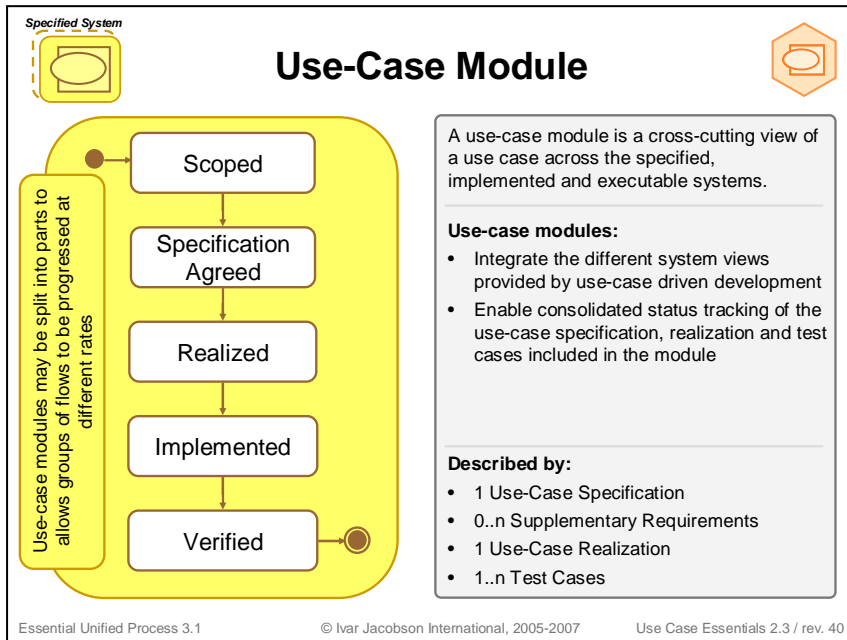 Specified System
Use-Case Module
Scoped
Specification
Agreed
Realized
Implemented
Verified
Use-case modules may be split into parts to
allows groups of flows to be progressed at
different rates
A use-case module is a cross-cutting view of
a use case across the specified,
implemented and executable systems.
Use-case modules:
• Integrate the different system views
provided by use-case driven development
• Enable consolidated status tracking of the
use-case specification, realization and test
cases included in the module
Described by:
• 1 Use-Case Specification
• 0..n Supplementary Requirements
• 1 Use-Case Realization
• 1..n Test Cases
Essential Unified Process 3.1
© Ivar Jacobson International, 2005-2007
Use Case Essentials 2.3 / rev. 40